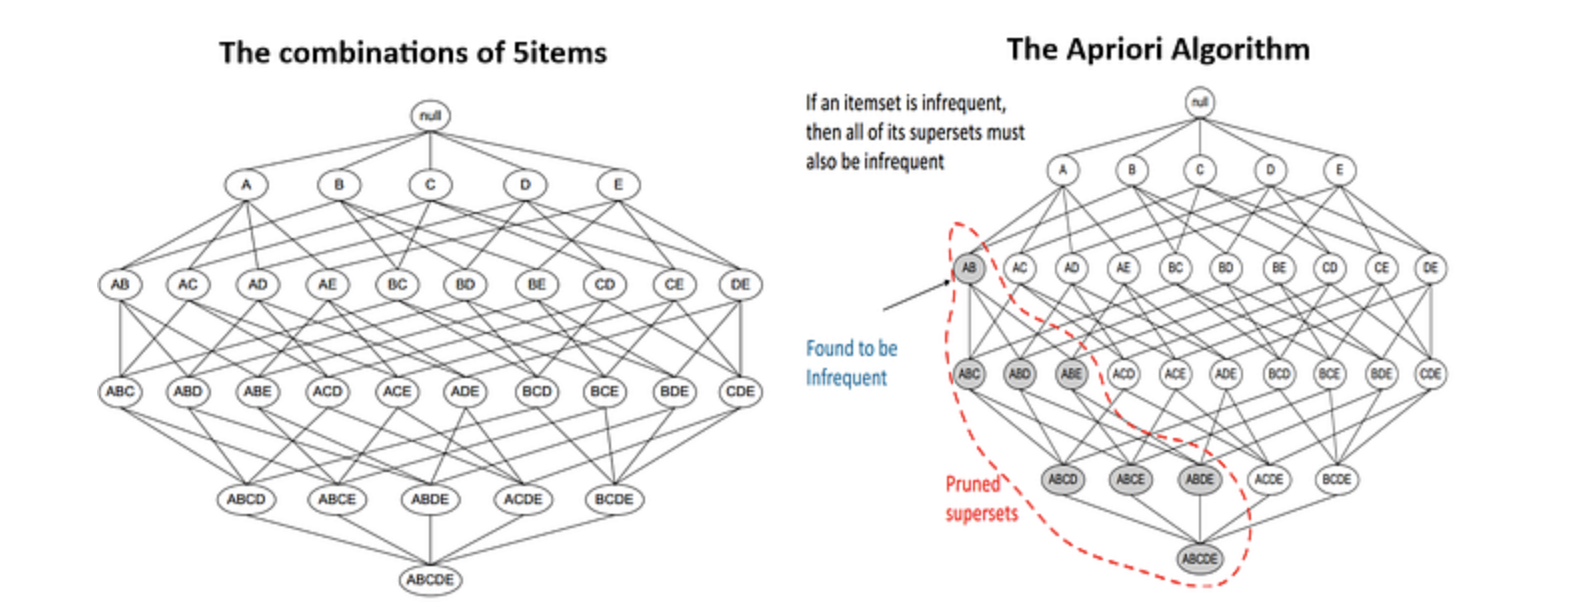 The combinations of 5items
null
A B C D E
AB AC AD AE BC BD BE CD CE DE
ABC ABD ABE ACD ACE ADE BCD BCE BDE CDE
ABCD ABCE ABDE ACDE BCDE
ABCDE
The Apriori Algorithm
If an itemset is infrequent,
then all of its supersets must
also be infrequent
null
A B C D E
AB AC AD AE BC BD BE CD CE DE
Found to be
Infrequent
ABC ABD ABE ACD ACE ADE BCD BCE BDE CDE
Pruned
supersets
ABCD ABCE ABDE ACDE BCDE
ABCDE